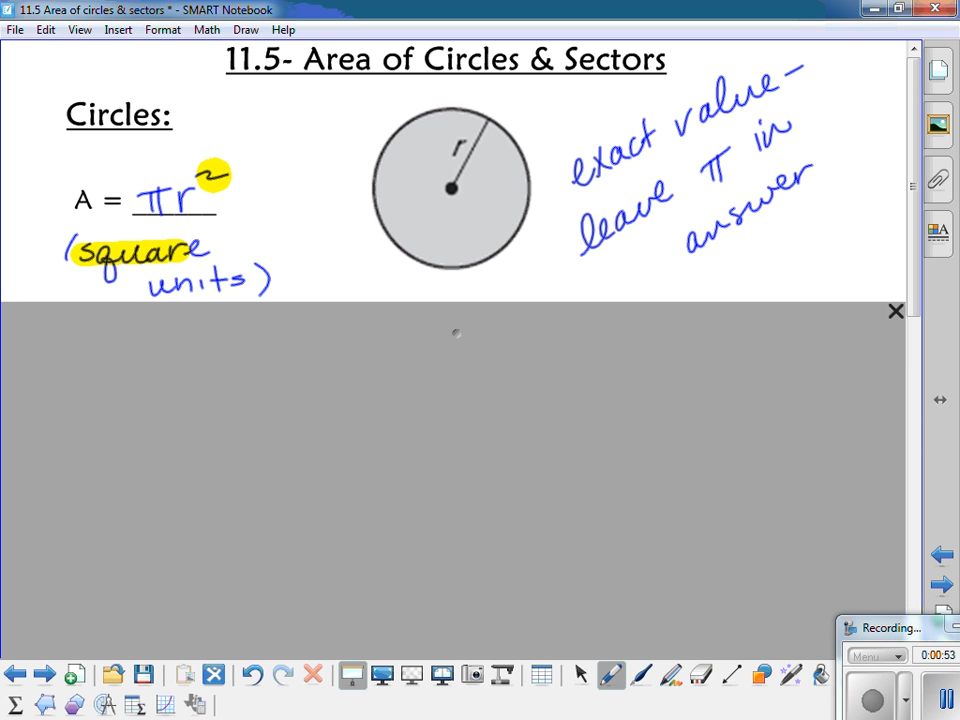 11.5 Area of circles & sectors * - SMART Notebook
File Edit View Insert Format Math Draw Help
11.5- Area of Circles & Sectors
Circles:
r
exact value-
leave π in
answer
A = πr²
(square
units)
Recording...
Menu
0:00:53